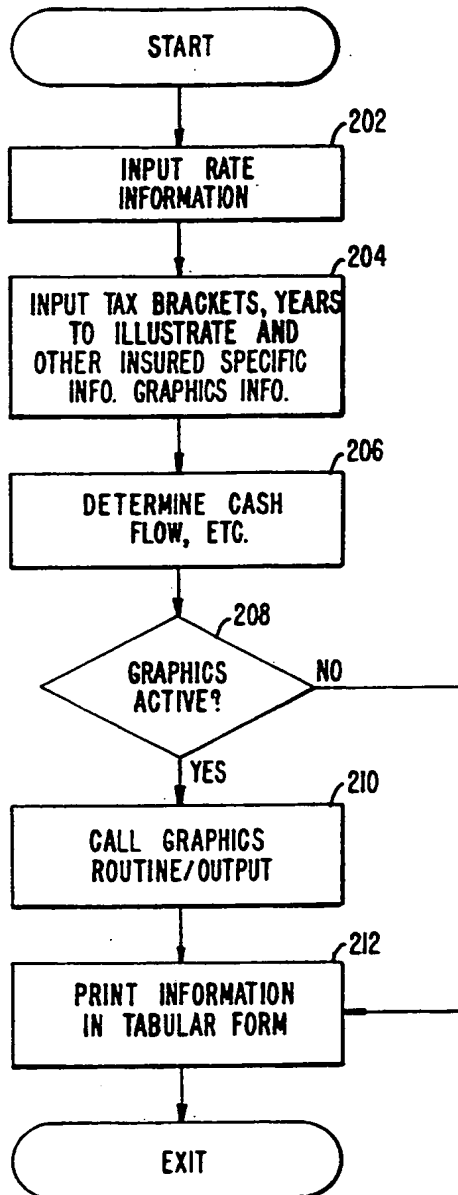 START
202
INPUT RATE
INFORMATION
204
INPUT TAX BRACKETS, YEARS
TO ILLUSTRATE AND
OTHER INSURED SPECIFIC
INFO. GRAPHICS INFO.
206
DETERMINE CASH
FLOW, ETC.
208
GRAPHICS
ACTIVE?
NO
YES
210
CALL GRAPHICS
ROUTINE/OUTPUT
212
PRINT INFORMATION
IN TABULAR FORM
EXIT